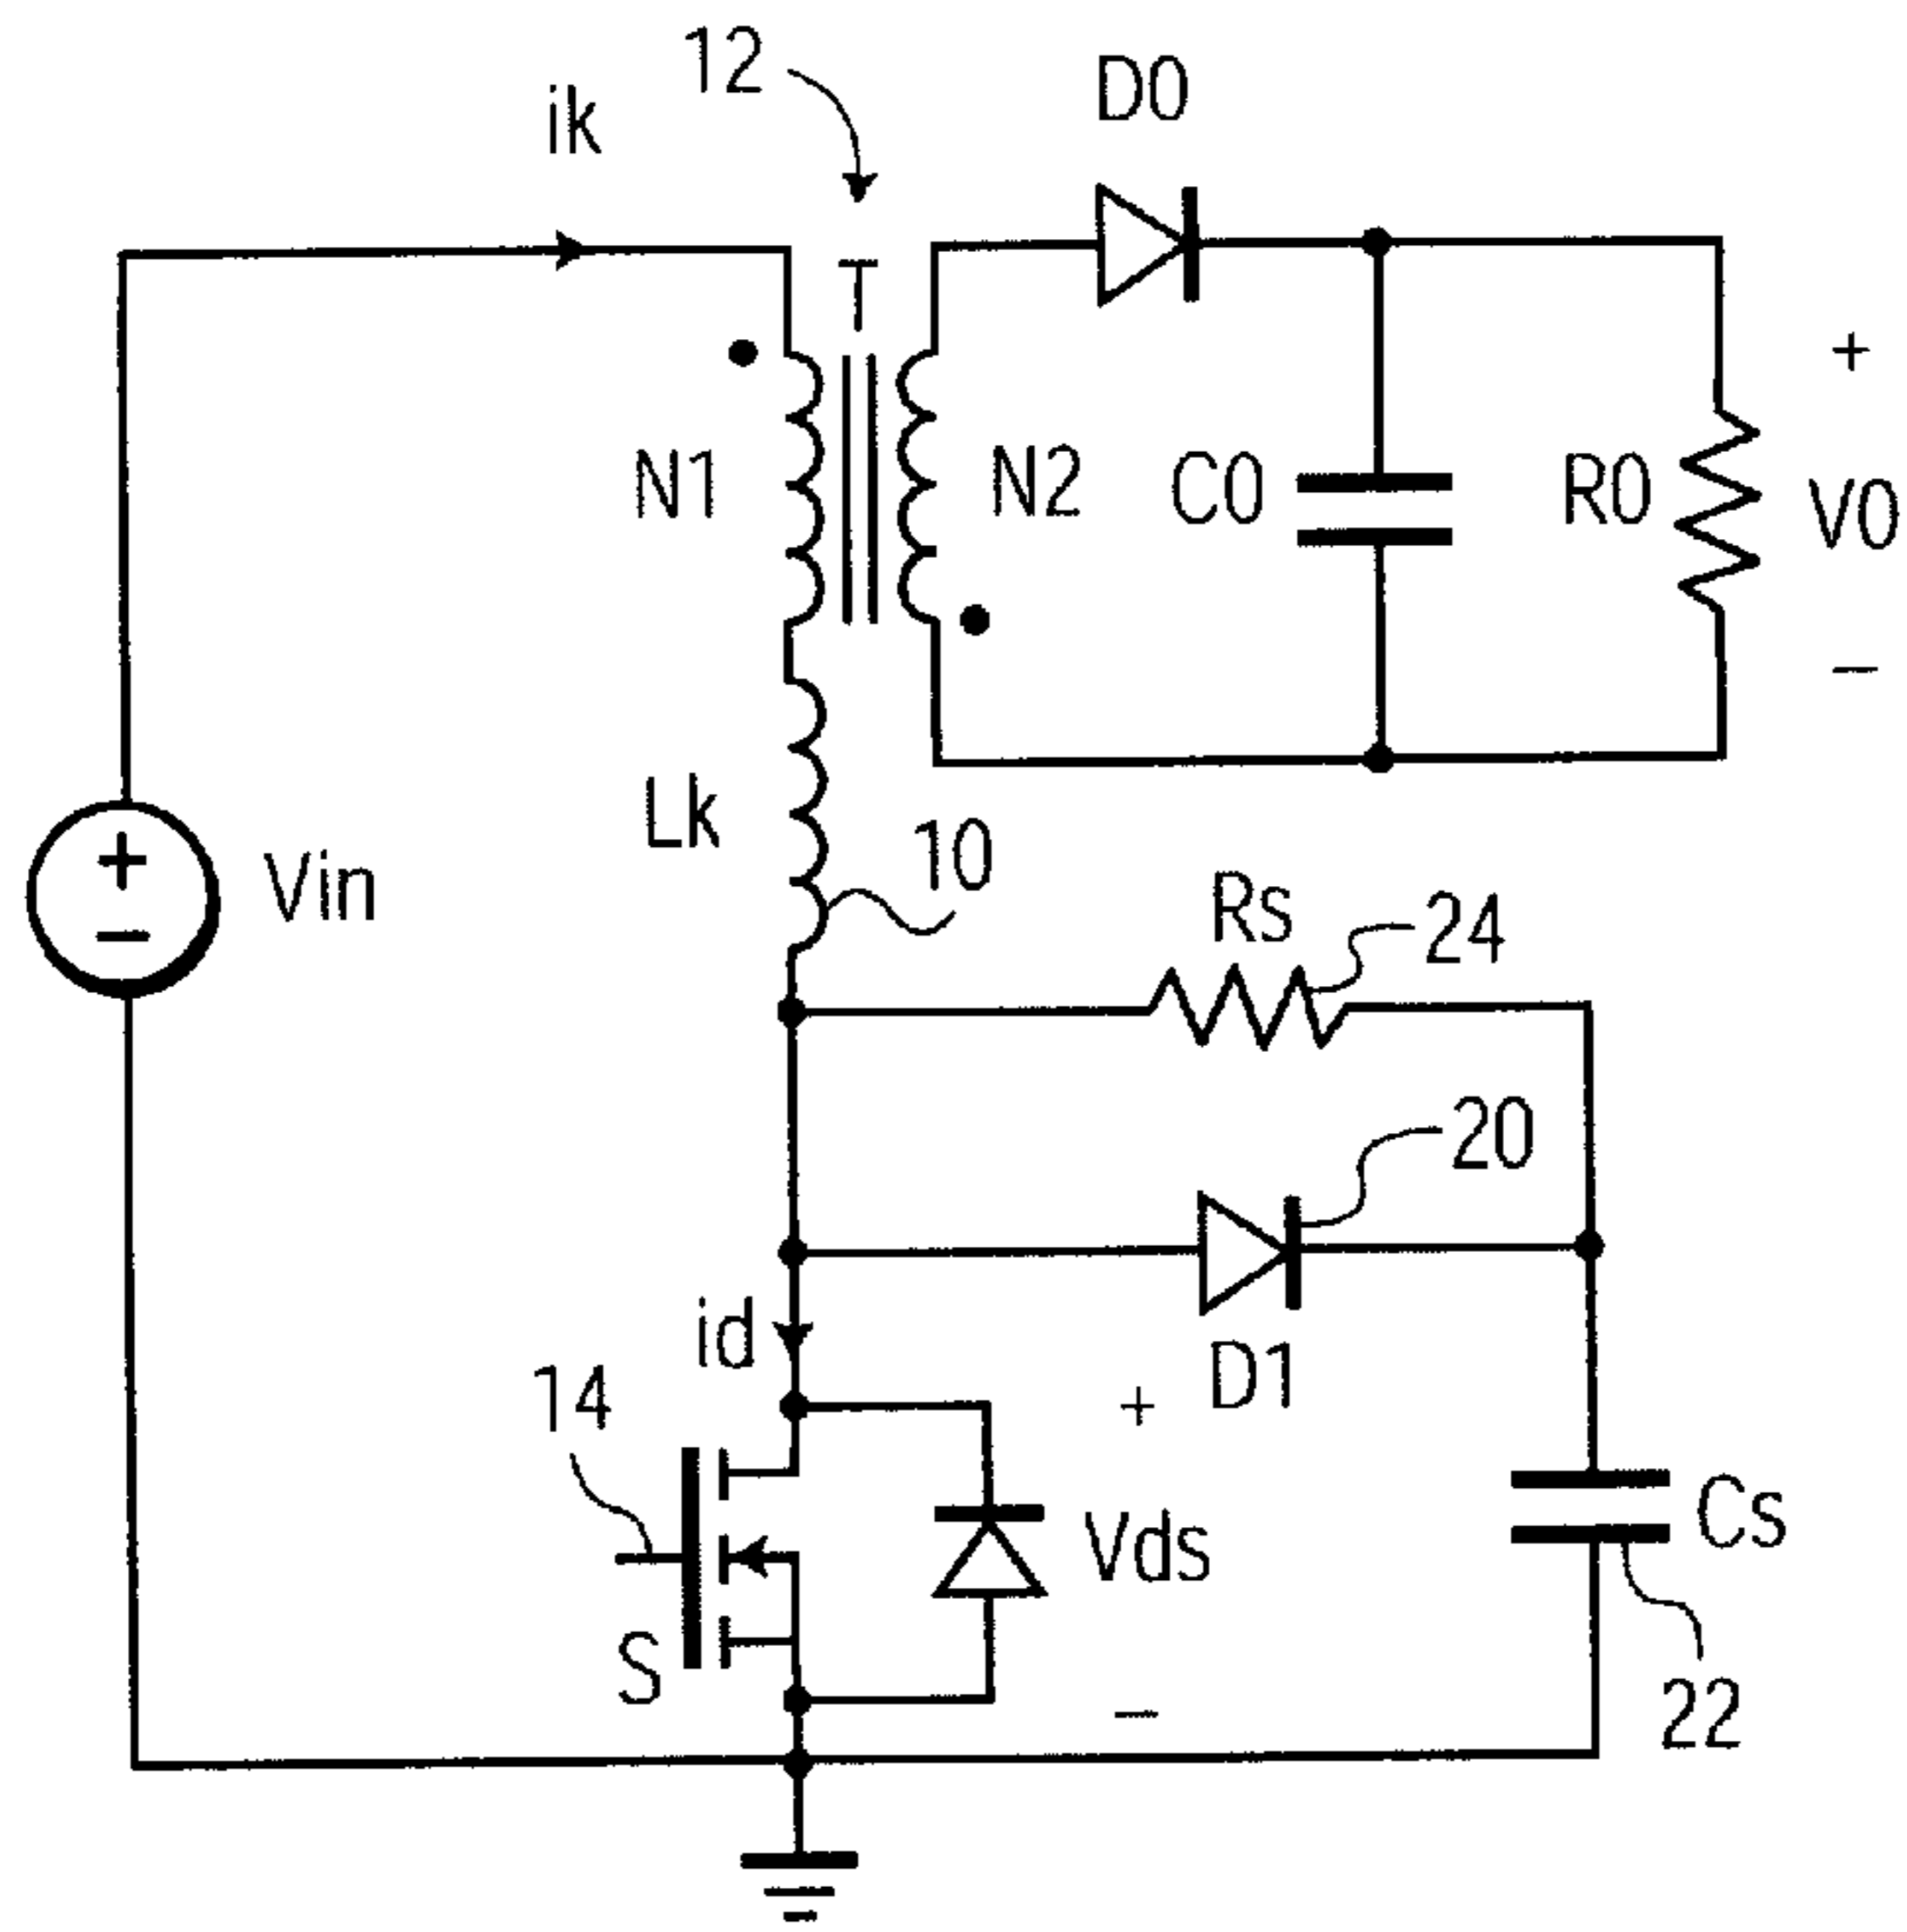 12
D0
ik
T
+
N1
N2
C0
R0
V0
−
Lk
10
+
−
Vin
Rs
24
20
id
14
D1
+
Vds
Cs
S
22
−